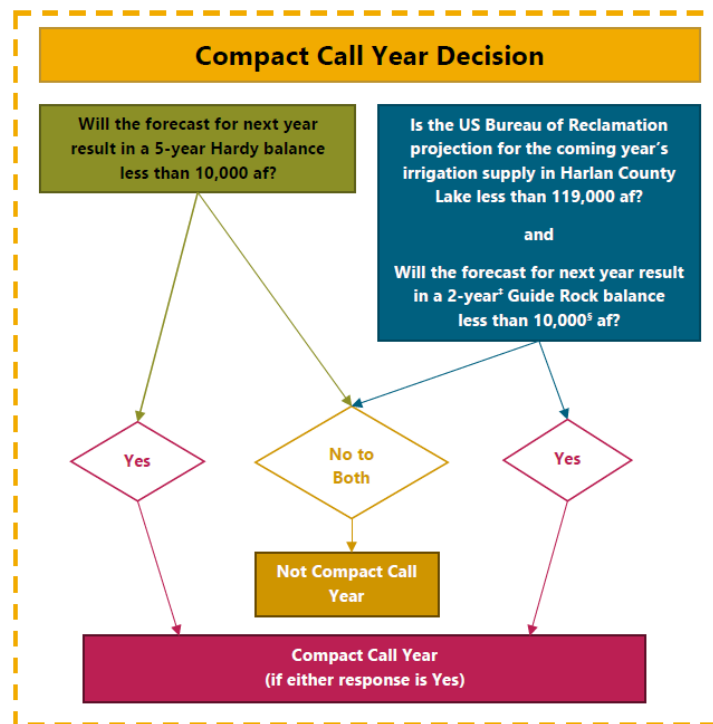 Compact Call Year Decision
Will the forecast for next year
result in a 5-year Hardy balance
less than 10,000 af?
Is the US Bureau of Reclamation
projection for the coming year's
irrigation supply in Harlan County
Lake less than 119,000 af?
and
Will the forecast for next year result
in a 2-year‡ Guide Rock balance
less than 10,000§ af?
Yes
No to
Both
Yes
Not Compact Call
Year
Compact Call Year
(if either response is Yes)